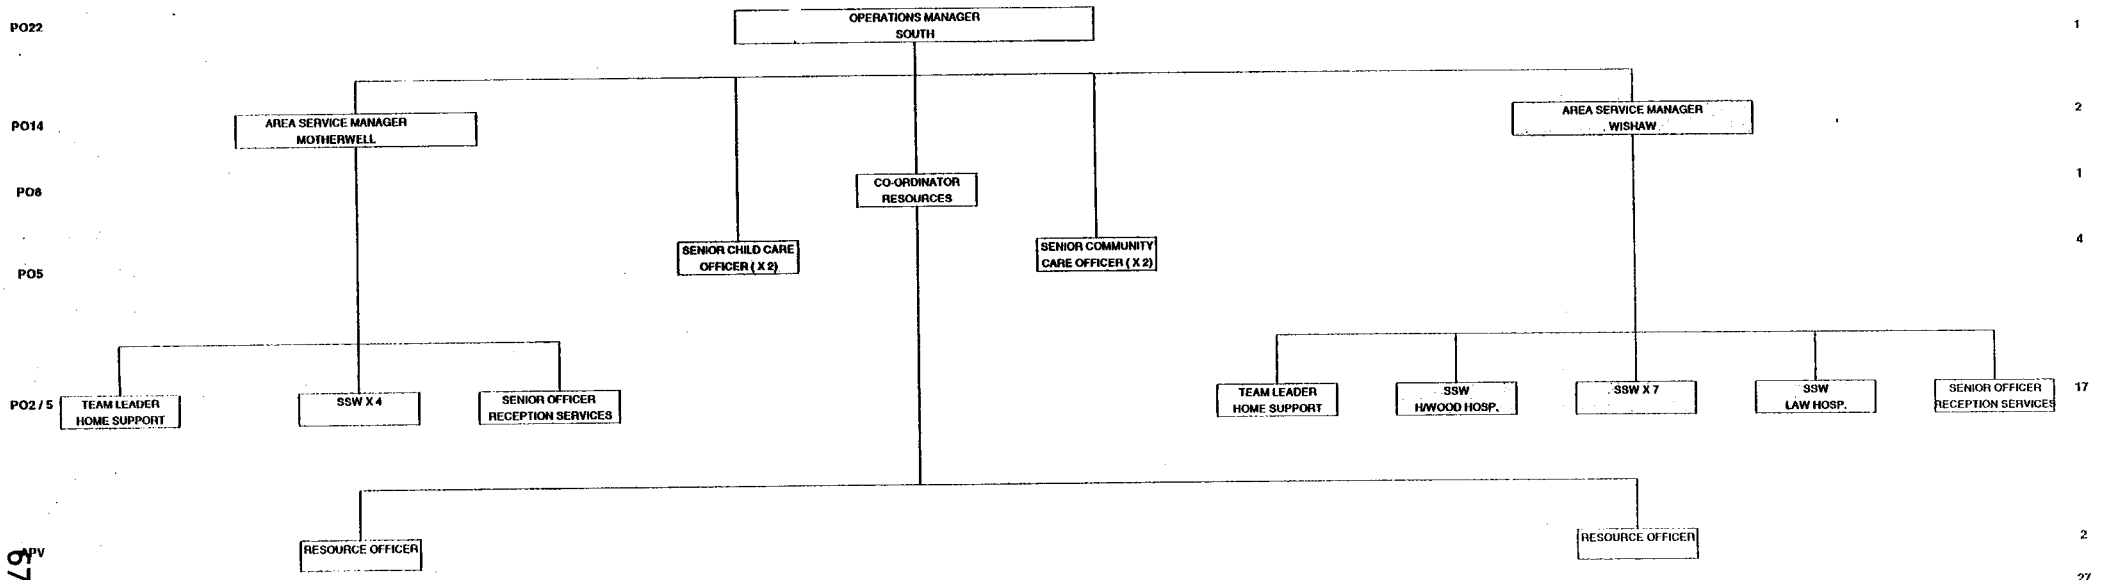 OPERATIONS MANAGER
SOUTH
PO22
1
AREA SERVICE MANAGER
MOTHERWELL
AREA SERVICE MANAGER
WISHAW
PO14
2
CO-ORDINATOR
RESOURCES
PO6
1
SENIOR CHILD CARE
OFFICER ( X 2)
SENIOR COMMUNITY
CARE OFFICER ( X 2)
PO5
4
PO2 / 5
TEAM LEADER
HOME SUPPORT
SSW X 4
SENIOR OFFICER
RECEPTION SERVICES
TEAM LEADER
HOME SUPPORT
SSW
H/WOOD HOSP.
SSW X 7
SSW
LAW HOSP.
SENIOR OFFICER
RECEPTION SERVICES
17
RESOURCE OFFICER
RESOURCE OFFICER
2
67
27